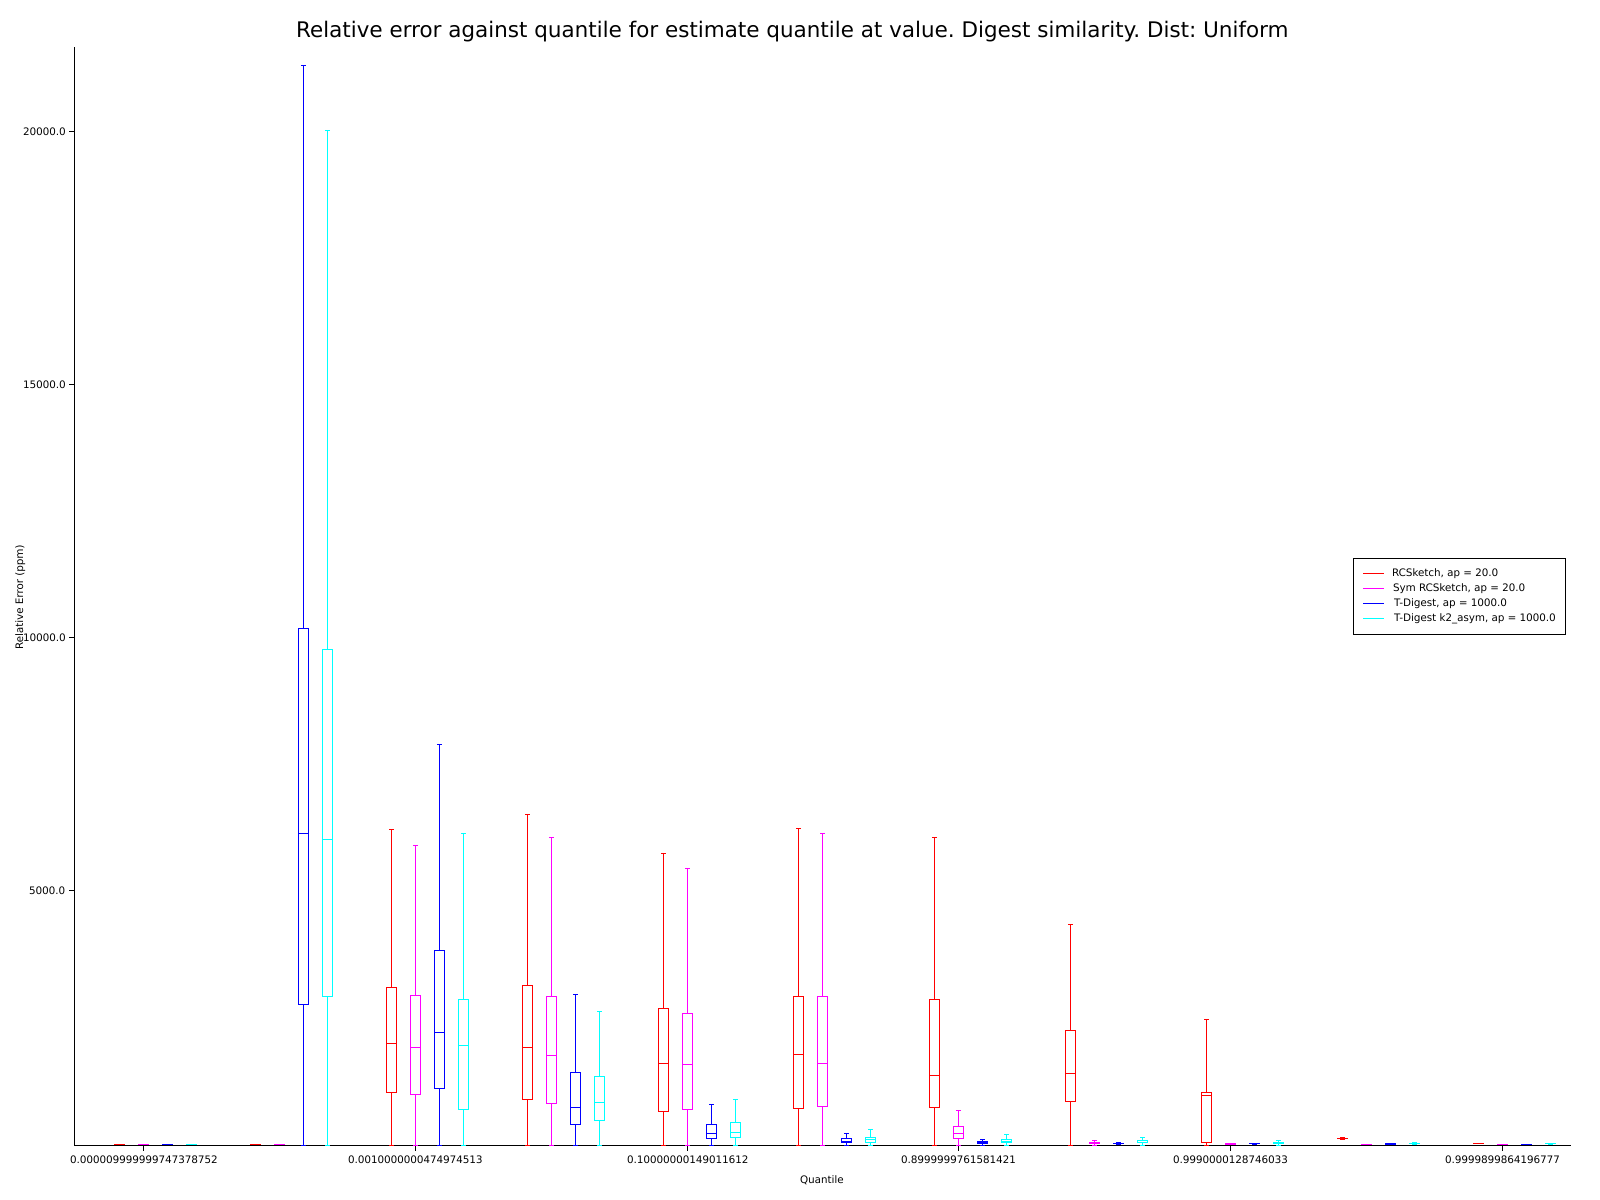 Relative error against quantile for estimate quantile at value. Digest similarity. Dist: Uniform
20000.0
15000.0
10000.0
5000.0
Relative Error (ppm)
RCSketch, ap = 20.0
Sym RCSketch, ap = 20.0
T-Digest, ap = 1000.0
T-Digest k2_asym, ap = 1000.0
0.000009999999747378752
0.001000000474974513
0.10000000149011612
0.8999999761581421
0.9990000128746033
0.9999899864196777
Quantile